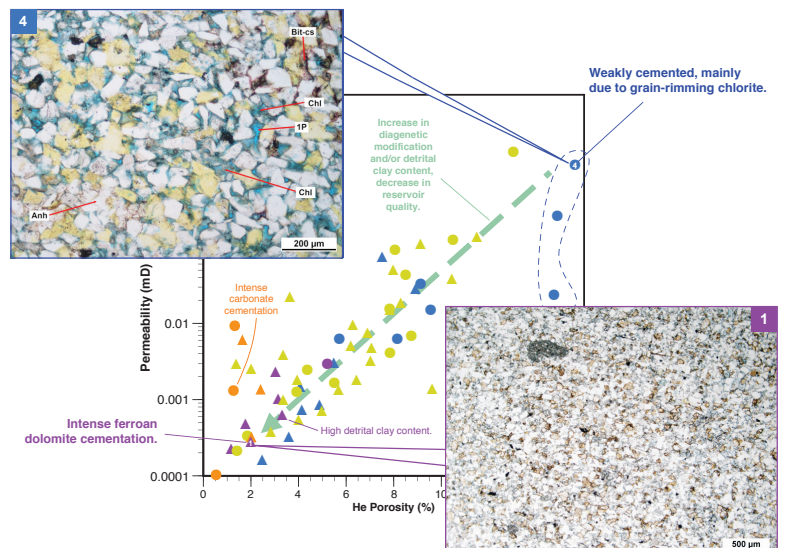 4
Bit-cs
Chl
1P
Chl
Anh
200 µm
Weakly cemented, mainly
due to grain-rimming chlorite.
4
Increase in
diagenetic
modification
and/or detrital
clay content,
decrease in
reservoir
quality.
Permeability (mD)
Intense
carbonate
cementation
0.01
0.001
0.0001
Intense ferroan
dolomite cementation.
High detrital clay content.
0
2
4
6
8
10
He Porosity (%)
1
500 µm